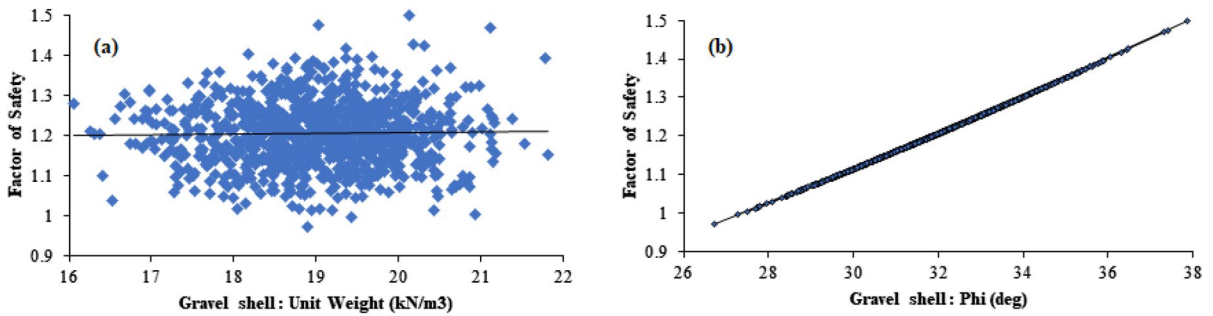 1.5
(a)
1.4
1.3
1.2
1.1
1
0.9
Factor of Safety
16 17 18 19 20 21 22
Gravel shell: Unit Weight (kN/m3)
1.5
(b)
1.4
1.3
1.2
1.1
1
0.9
Factor of Safety
26 28 30 32 34 36 38
Gravel shell: Phi (deg)